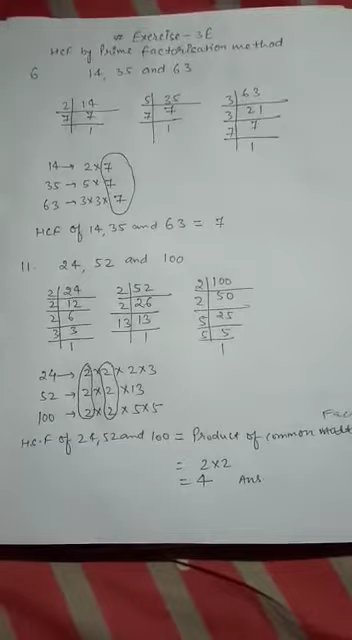 Exercise-3E
HCF by Prime Factorisation method
6 14, 35 and 63
2 14 5 35 3 63
7 7 7 7 3 21
1 1 7 7
1
14→ 2×7
35→ 5×7
63→ 3×3×7
HCF of 14, 35 and 63 = 7
11. 24, 52 and 100
2 24 2 52 2 100
2 12 2 26 2 50
2 6 13 13 5 25
3 3 1 5 5
1 1
24→ 2×2×2×3
52→ 2×2×13
100→ 2×2×5×5
Fac
H.C.F of 24, 52 and 100 = Product of common
= 2×2
= 4 Ans.